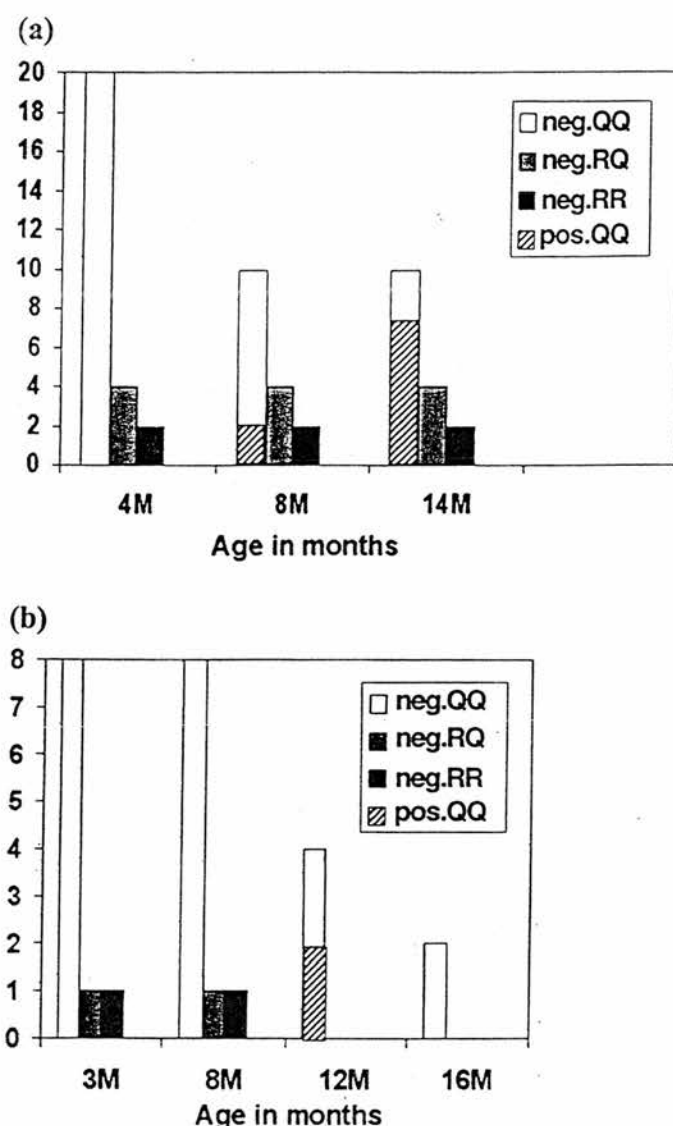 (a)
20
18
16
14
12
10
8
6
4
2
0
neg.QQ
neg.RQ
neg.RR
pos.QQ
4M 8M 14M
Age in months
(b)
8
7
6
5
4
3
2
1
0
neg.QQ
neg.RQ
neg.RR
pos.QQ
3M 8M 12M 16M
Age in months